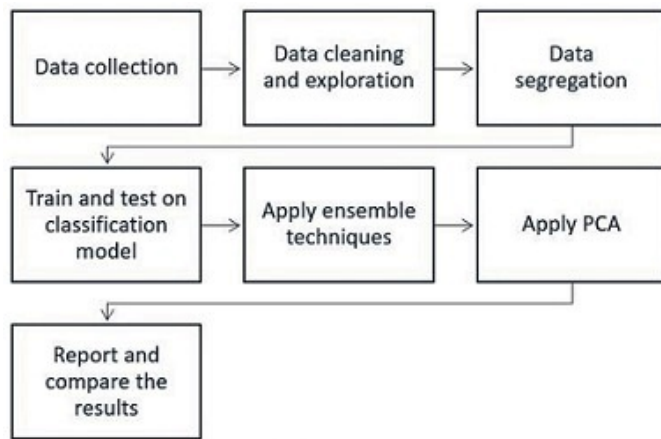 Data collection
Data cleaning
and exploration
Data
segregation
Train and test on
classification
model
Apply ensemble
techniques
Apply PCA
Report and
compare the
results